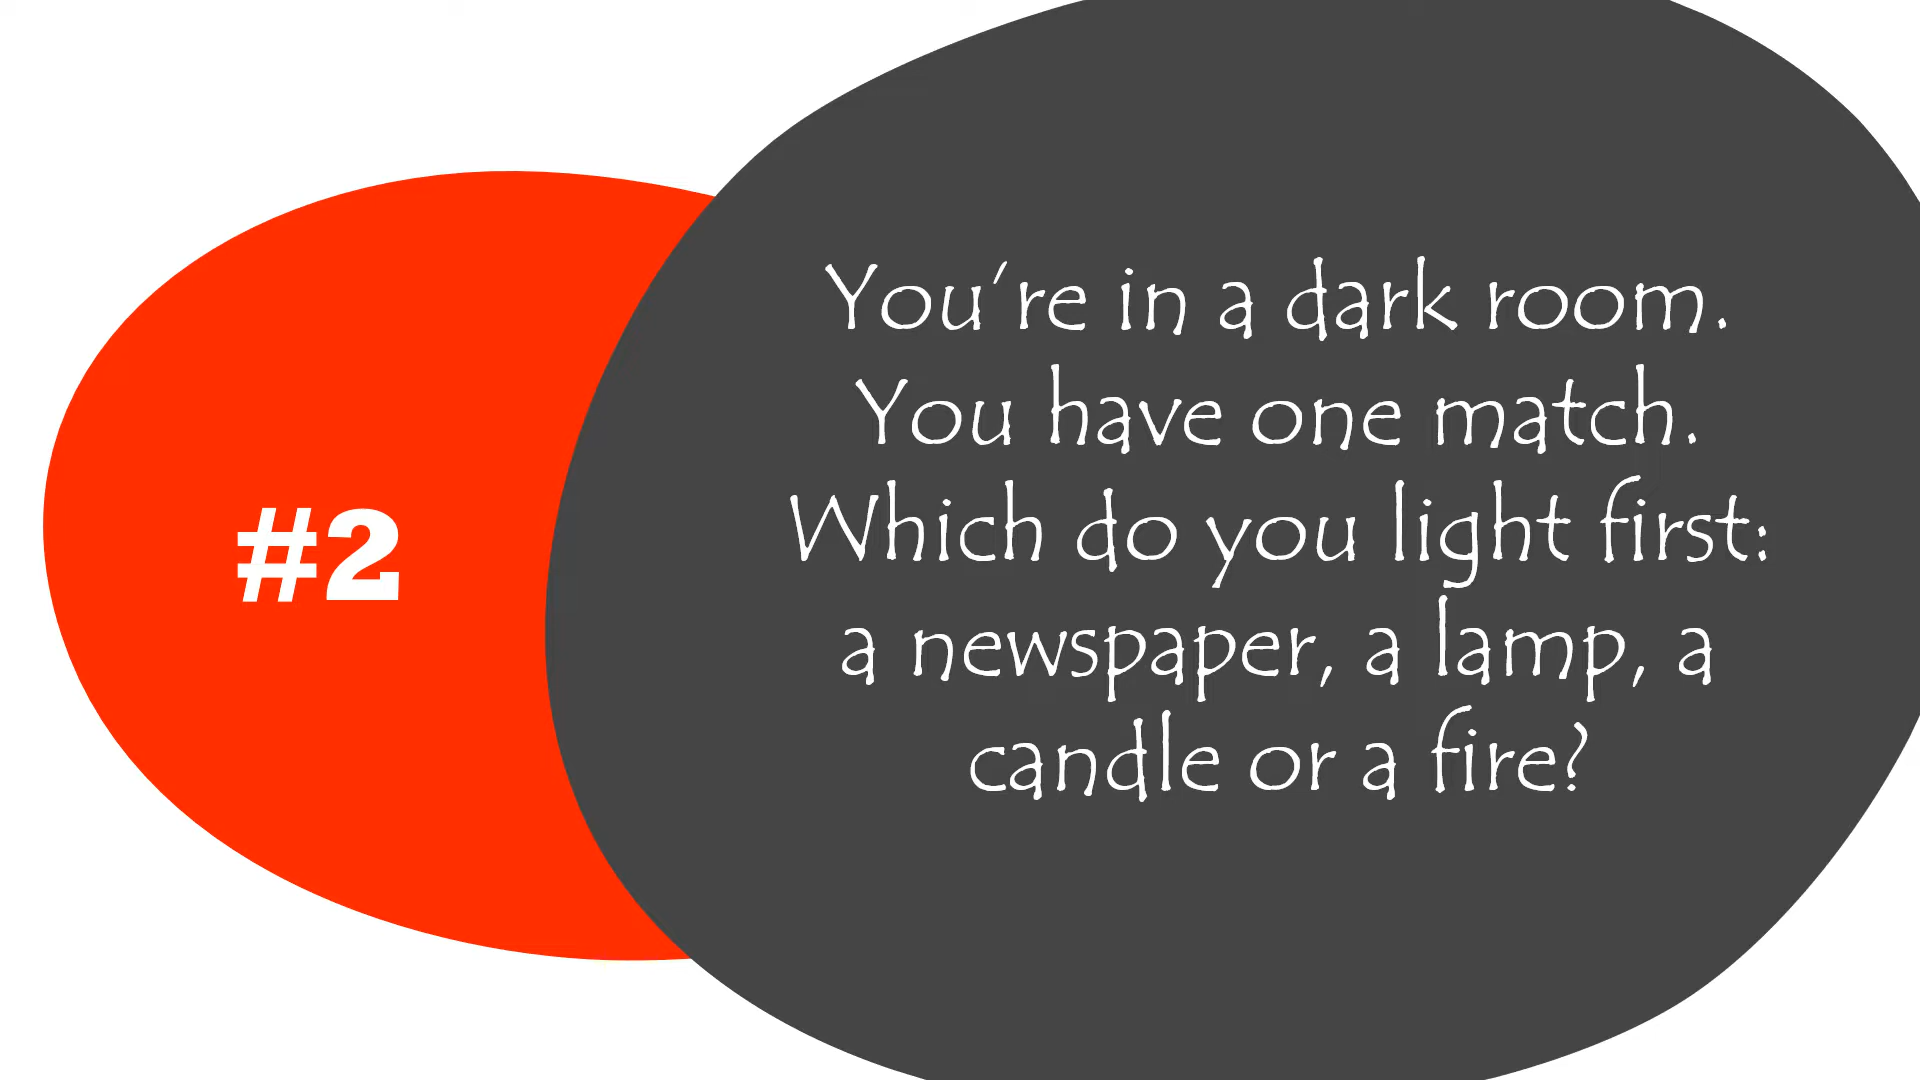 #2
You’re in a dark room.
You have one match.
Which do you light first:
a newspaper, a lamp, a
candle or a fire?